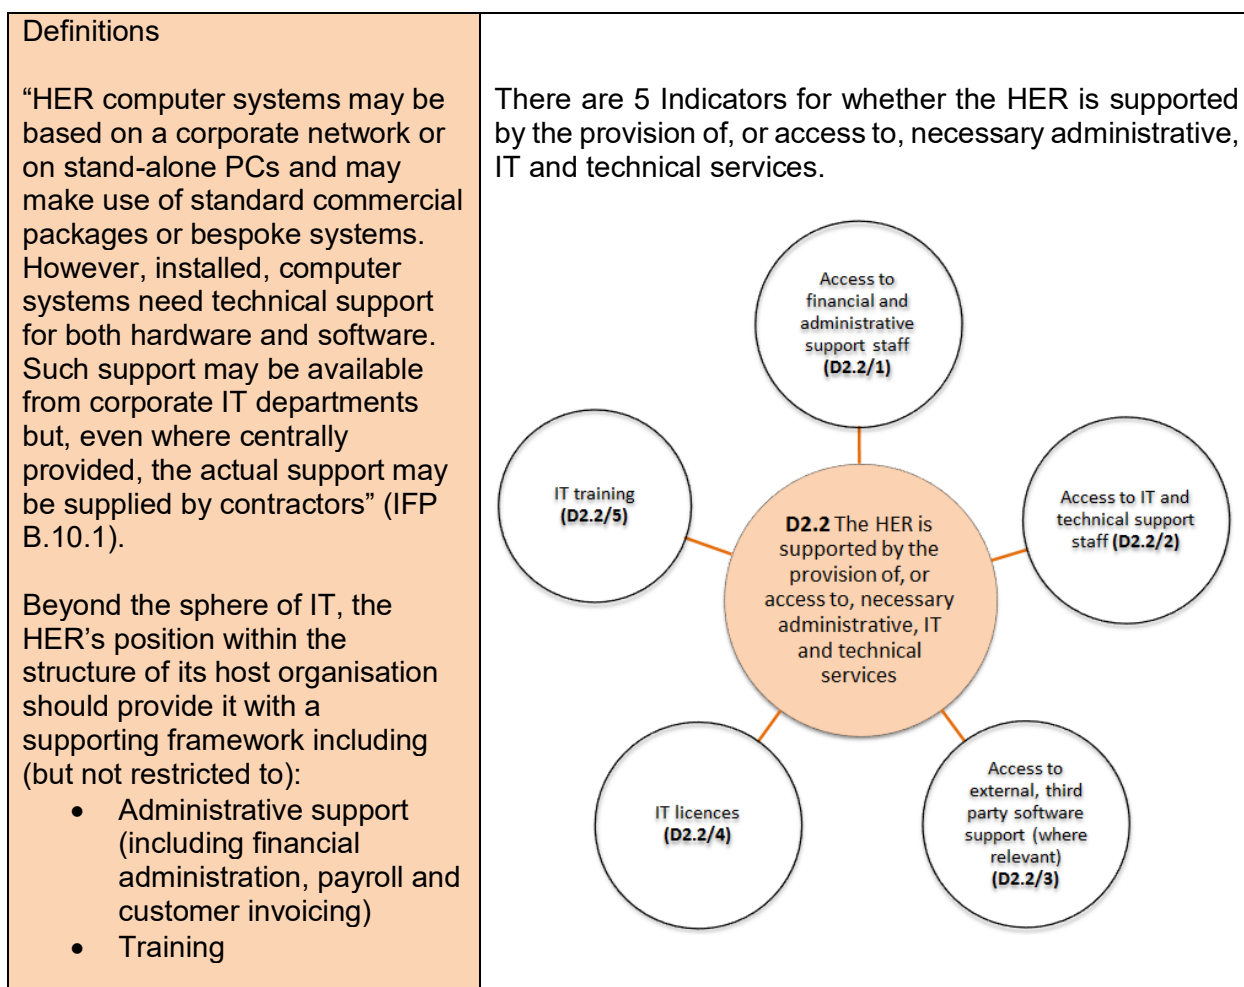 Definitions
“HER computer systems may be
based on a corporate network or
on stand-alone PCs and may
make use of standard commercial
packages or bespoke systems.
However, installed, computer
systems need technical support
for both hardware and software.
Such support may be available
from corporate IT departments
but, even where centrally
provided, the actual support may
be supplied by contractors” (IFP
B.10.1).
Beyond the sphere of IT, the
HER’s position within the
structure of its host organisation
should provide it with a
supporting framework including
(but not restricted to):
• Administrative support
(including financial
administration, payroll and
customer invoicing)
• Training
There are 5 Indicators for whether the HER is supported
by the provision of, or access to, necessary administrative,
IT and technical services.
Access to
financial and
administrative
support staff
(D2.2/1)
IT training
(D2.2/5)
Access to IT and
technical support
staff (D2.2/2)
D2.2 The HER is
supported by the
provision of, or
access to, necessary
administrative, IT
and technical
services
IT licences
(D2.2/4)
Access to
external, third
party software
support (where
relevant)
(D2.2/3)